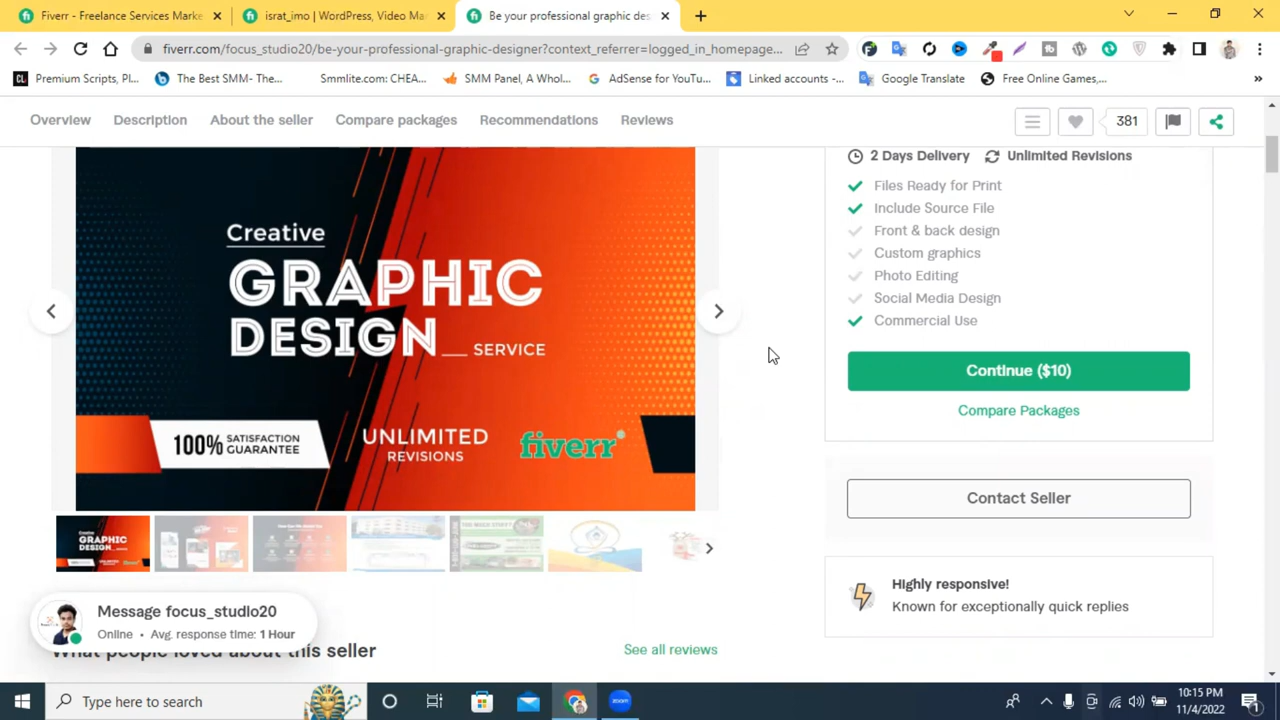 Fiverr - Freelance Services Marke
israt_imo | WordPress, Video Ma
Be your professional graphic des
fiverr.com/focus_studio20/be-your-professional-graphic-designer?context_referrer=logged_in_homepage...
Premium Scripts, Pl...
The Best SMM- The...
Smmlite.com: CHEA...
SMM Panel, A Whol...
AdSense for YouTu...
Linked accounts -...
Google Translate
Free Online Games,...
Overview
Description
About the seller
Compare packages
Recommendations
Reviews
381
2 Days Delivery
Unlimited Revisions
Files Ready for Print
Include Source File
Front & back design
Custom graphics
Photo Editing
Social Media Design
Commercial Use
Continue ($10)
Compare Packages
Contact Seller
Highly responsive!
Known for exceptionally quick replies
Creative
GRAPHIC
DESIGN__ SERVICE
100% SATISFACTION
GUARANTEE
UNLIMITED
REVISIONS
fiverr
Creative
GRAPHIC
DESIGN
Message focus_studio20
Online • Avg. response time: 1 Hour
What people loved about this seller
See all reviews
Type here to search
zoom
10:15 PM
11/4/2022
1